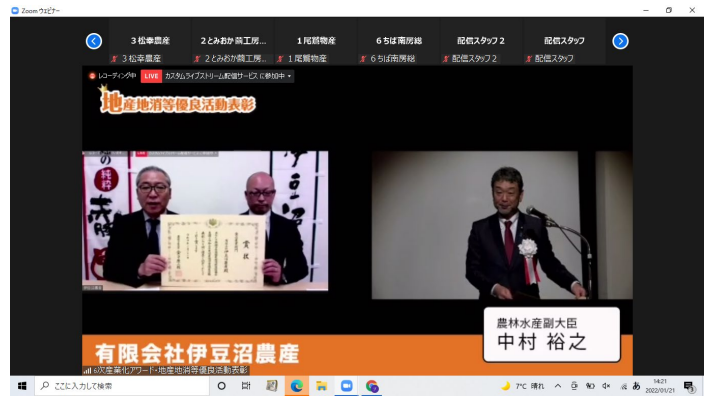 Zoom ウェビナー
3 松幸農産
2 とみおか繭工房...
1 尾鷲物産
6 ちば南房総
配信スタッフ 2
配信スタッフ
3 松幸農産
2 とみおか繭工房...
1 尾鷲物産
6 ちば南房総
配信スタッフ 2
配信スタッフ
レコーディング中 LIVE カスタムライブストリーム配信サービス に参加中
地産地消等優良活動表彰
純粋
賞状
伊豆沼
農林水産副大臣
中村 裕之
有限会社伊豆沼農産
6次産業化アワード・地産地消等優良活動表彰
ここに入力して検索
7°C 晴れ
あ
14:21
2022/01/21